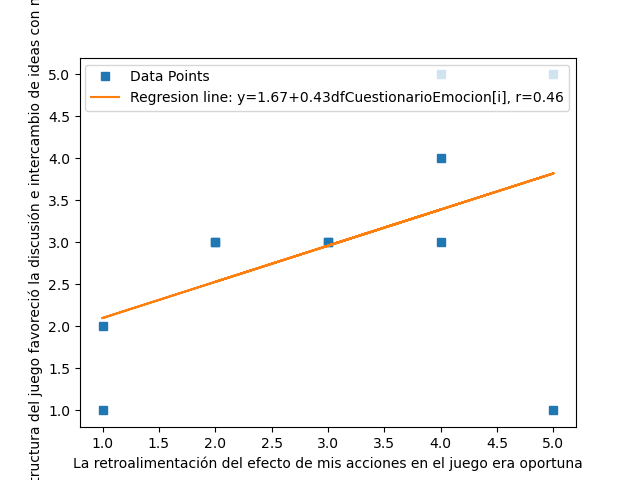 Data Points
Regresion line: y=1.67+0.43dfCuestionarioEmocion[i], r=0.46
5.0
4.5
4.0
3.5
3.0
2.5
2.0
1.5
1.0
1.0 1.5 2.0 2.5 3.0 3.5 4.0 4.5 5.0
La retroalimentación del efecto de mis acciones en el juego era oportuna
del juego favoreció la discusión e intercambio de ideas con